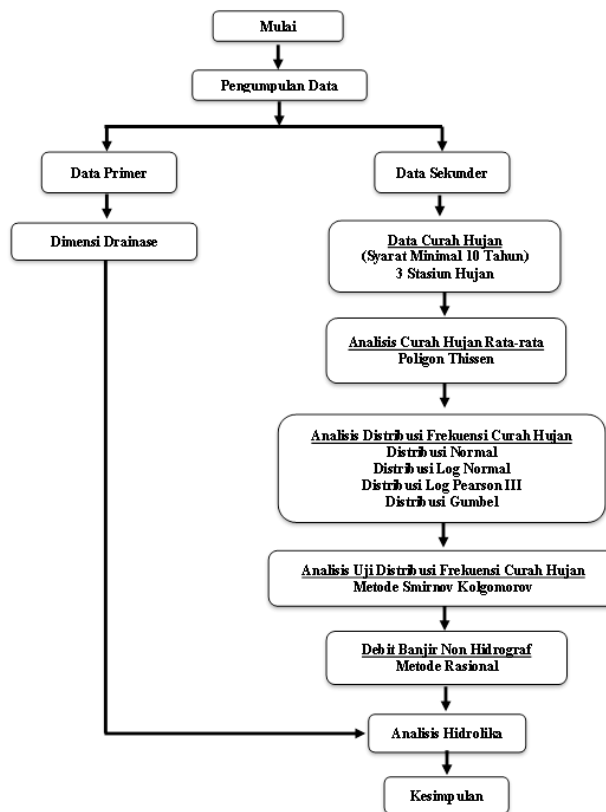 Mulai
Pengumpulan Data
Data Primer
Data Sekunder
Dimensi Drainase
Data Curah Hujan
(Syarat Minimal 10 Tahun)
3 Stasiun Hujan
Analisis Curah Hujan Rata-rata
Poligon Thissen
Analisis Distribusi Frekuensi Curah Hujan
Distribusi Normal
Distribusi Log Normal
Distribusi Log Pearson III
Distribusi Gumbel
Analisis Uji Distribusi Frekuensi Curah Hujan
Metode Smirnov Kolgomorov
Debit Banjir Non Hidrograf
Metode Rasional
Analisis Hidrolika
Kesimpulan